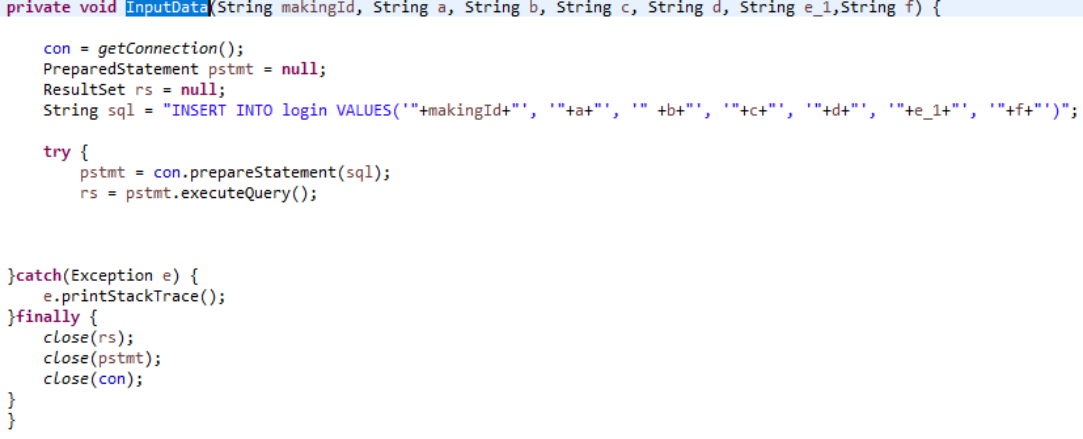 private void InputData(String makingId, String a, String b, String c, String d, String e_1,String f) {
con = getConnection();
PreparedStatement pstmt = null;
ResultSet rs = null;
String sql = "INSERT INTO login VALUES('"+makingId+"', '"+a+"', '" +b+"', '"+c+"', '"+d+"', '"+e_1+"', '"+f+"')";
try {
pstmt = con.prepareStatement(sql);
rs = pstmt.executeQuery();
}catch(Exception e) {
e.printStackTrace();
}finally {
close(rs);
close(pstmt);
close(con);
}
}